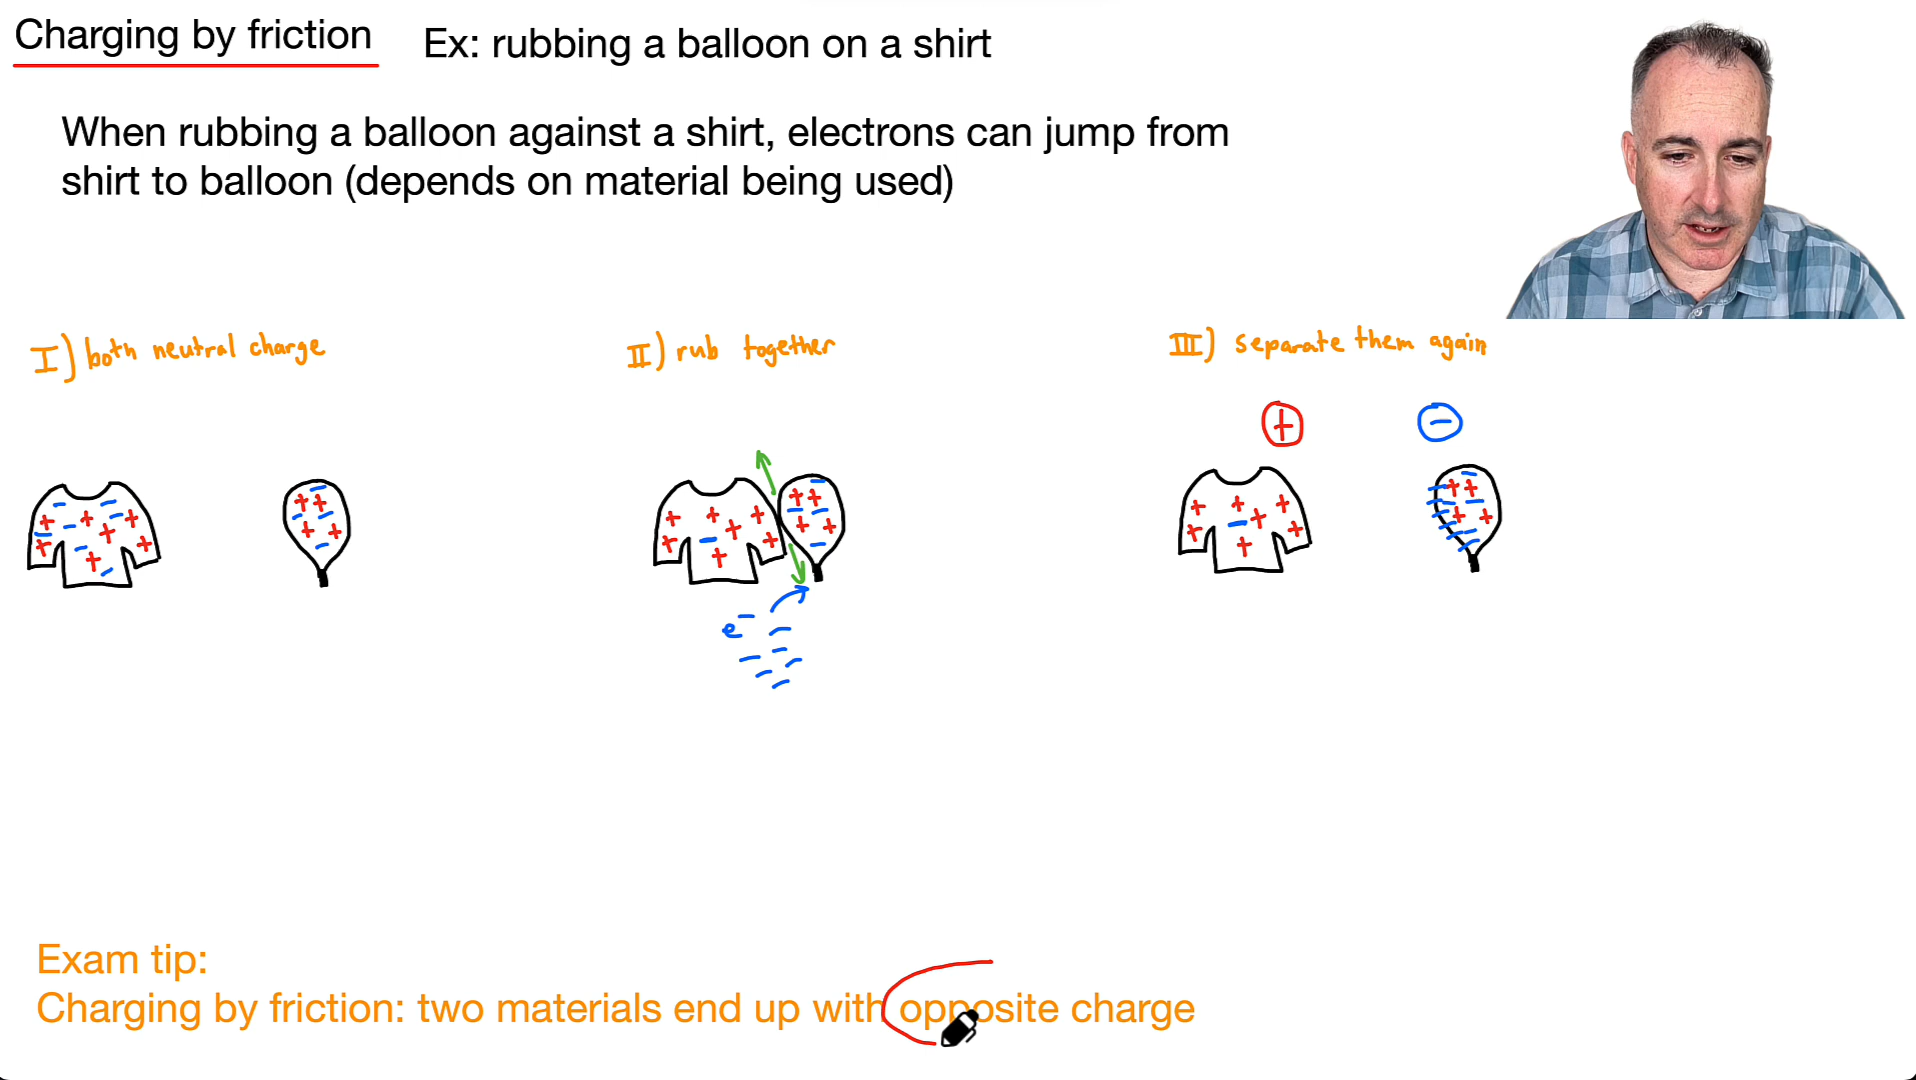 Charging by friction Ex: rubbing a balloon on a shirt
When rubbing a balloon against a shirt, electrons can jump from
shirt to balloon (depends on material being used)
I) both neutral charge
II) rub together
III) separate them again
+ −
e⁻
Exam tip:
Charging by friction: two materials end up with opposite charge